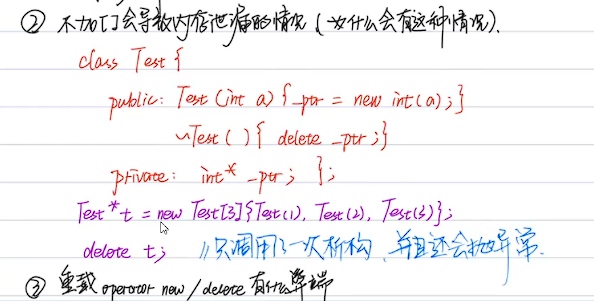 ② 不加[]会导致内存泄漏的情况(为什么会有这种情况).
class Test {
public: Test(int a){_ptr = new int(a);}
~Test(){ delete _ptr;}
private: int* _ptr; };
Test*t = new Test[3]{Test(1), Test(2), Test(3)};
delete t; //只调用了一次析构,并且还会抛异常.
③ 重载 operator new/delete 有什么弊端